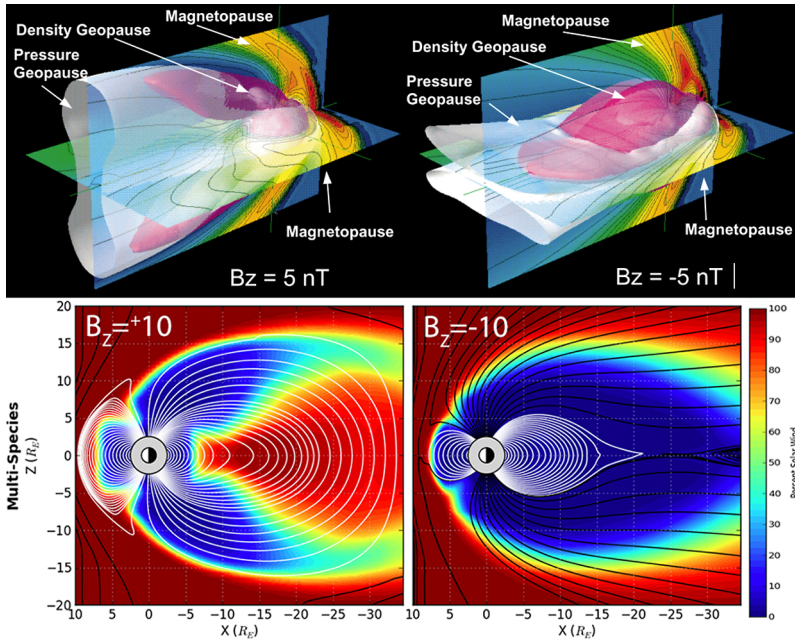 Magnetopause
Density Geopause
Pressure
Geopause
Magnetopause
Bz = 5 nT
Magnetopause
Density Geopause
Pressure
Geopause
Magnetopause
Bz = -5 nT
Multi-Species
Z (RE)
20
15
10
5
0
−5
−10
−15
−20
BZ=+10
10 5 0 −5 −10 −15 −20 −25 −30
X (RE)
BZ=-10
10 5 0 −5 −10 −15 −20 −25 −30
X (RE)
100
90
80
70
60
50
40
30
20
10
0
Percent Solar Wind